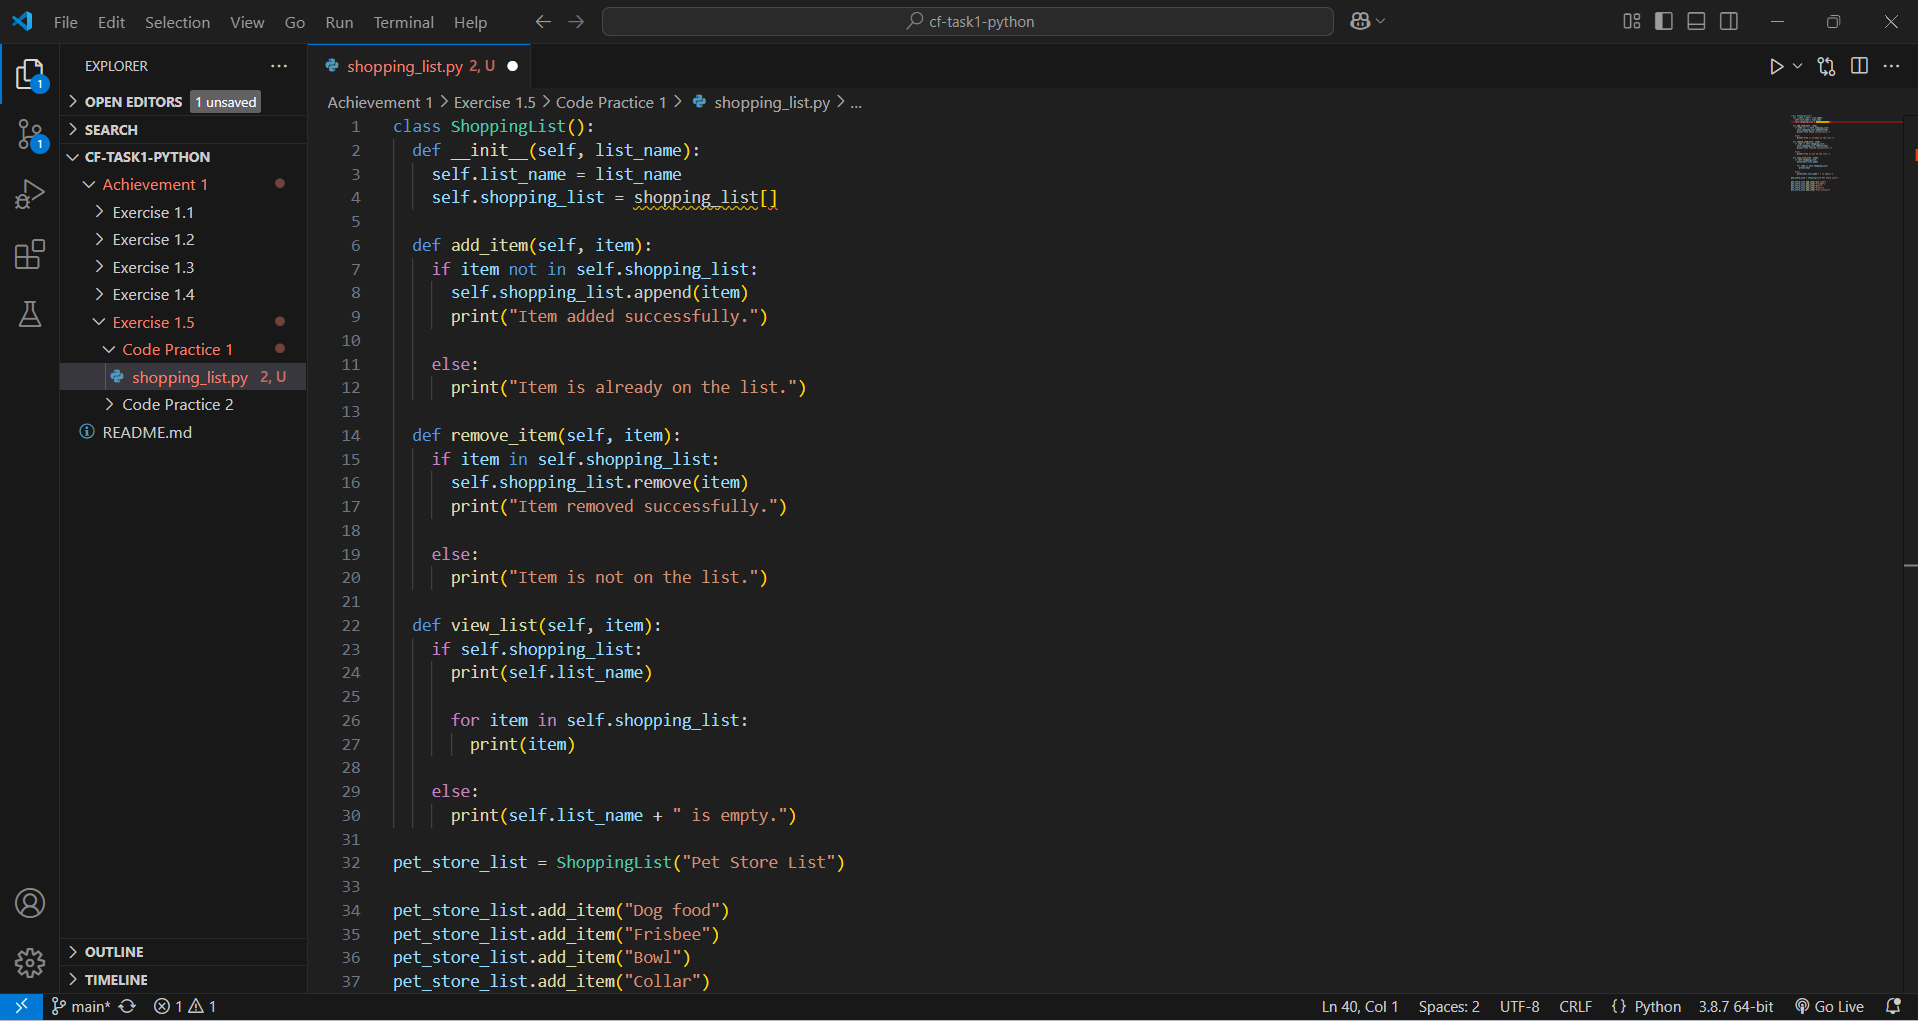 File Edit Selection View Go Run Terminal Help
cf-task1-python
EXPLORER
OPEN EDITORS 1 unsaved
SEARCH
CF-TASK1-PYTHON
Achievement 1
Exercise 1.1
Exercise 1.2
Exercise 1.3
Exercise 1.4
Exercise 1.5
Code Practice 1
shopping_list.py 2, U
Code Practice 2
README.md
OUTLINE
TIMELINE
1
1
shopping_list.py 2, U
Achievement 1 > Exercise 1.5 > Code Practice 1 > shopping_list.py > ...
1 class ShoppingList():
2 def __init__(self, list_name):
3 self.list_name = list_name
4 self.shopping_list = shopping_list[]
5
6 def add_item(self, item):
7 if item not in self.shopping_list:
8 self.shopping_list.append(item)
9 print("Item added successfully.")
10
11 else:
12 print("Item is already on the list.")
13
14 def remove_item(self, item):
15 if item in self.shopping_list:
16 self.shopping_list.remove(item)
17 print("Item removed successfully.")
18
19 else:
20 print("Item is not on the list.")
21
22 def view_list(self, item):
23 if self.shopping_list:
24 print(self.list_name)
25
26 for item in self.shopping_list:
27 print(item)
28
29 else:
30 print(self.list_name + " is empty.")
31
32 pet_store_list = ShoppingList("Pet Store List")
33
34 pet_store_list.add_item("Dog food")
35 pet_store_list.add_item("Frisbee")
36 pet_store_list.add_item("Bowl")
37 pet_store_list.add_item("Collar")
main* 1 1 Ln 40, Col 1 Spaces: 2 UTF-8 CRLF {} Python 3.8.7 64-bit Go Live